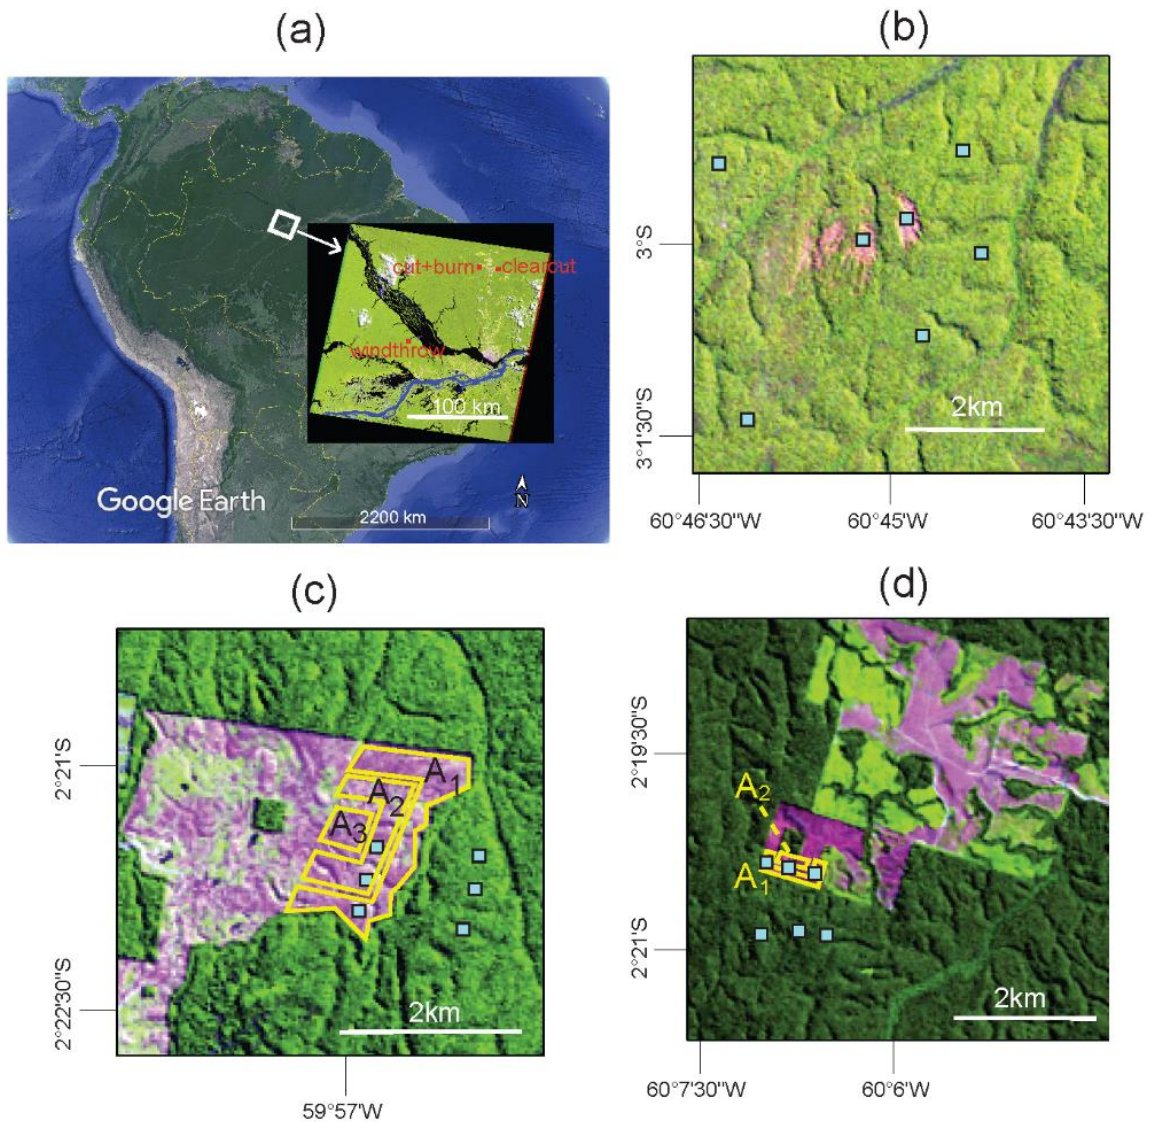 (a)
cut+burn
clearcut
windthrow
100 km
Google Earth
N
2200 km
(b)
3°S
3°1'30"S
2km
60°46'30"W
60°45'W
60°43'30"W
(c)
2°21'S
2°22'30"S
A1
A2
A3
2km
59°57'W
(d)
2°19'30"S
2°21'S
A2
A1
2km
60°7'30"W
60°6'W